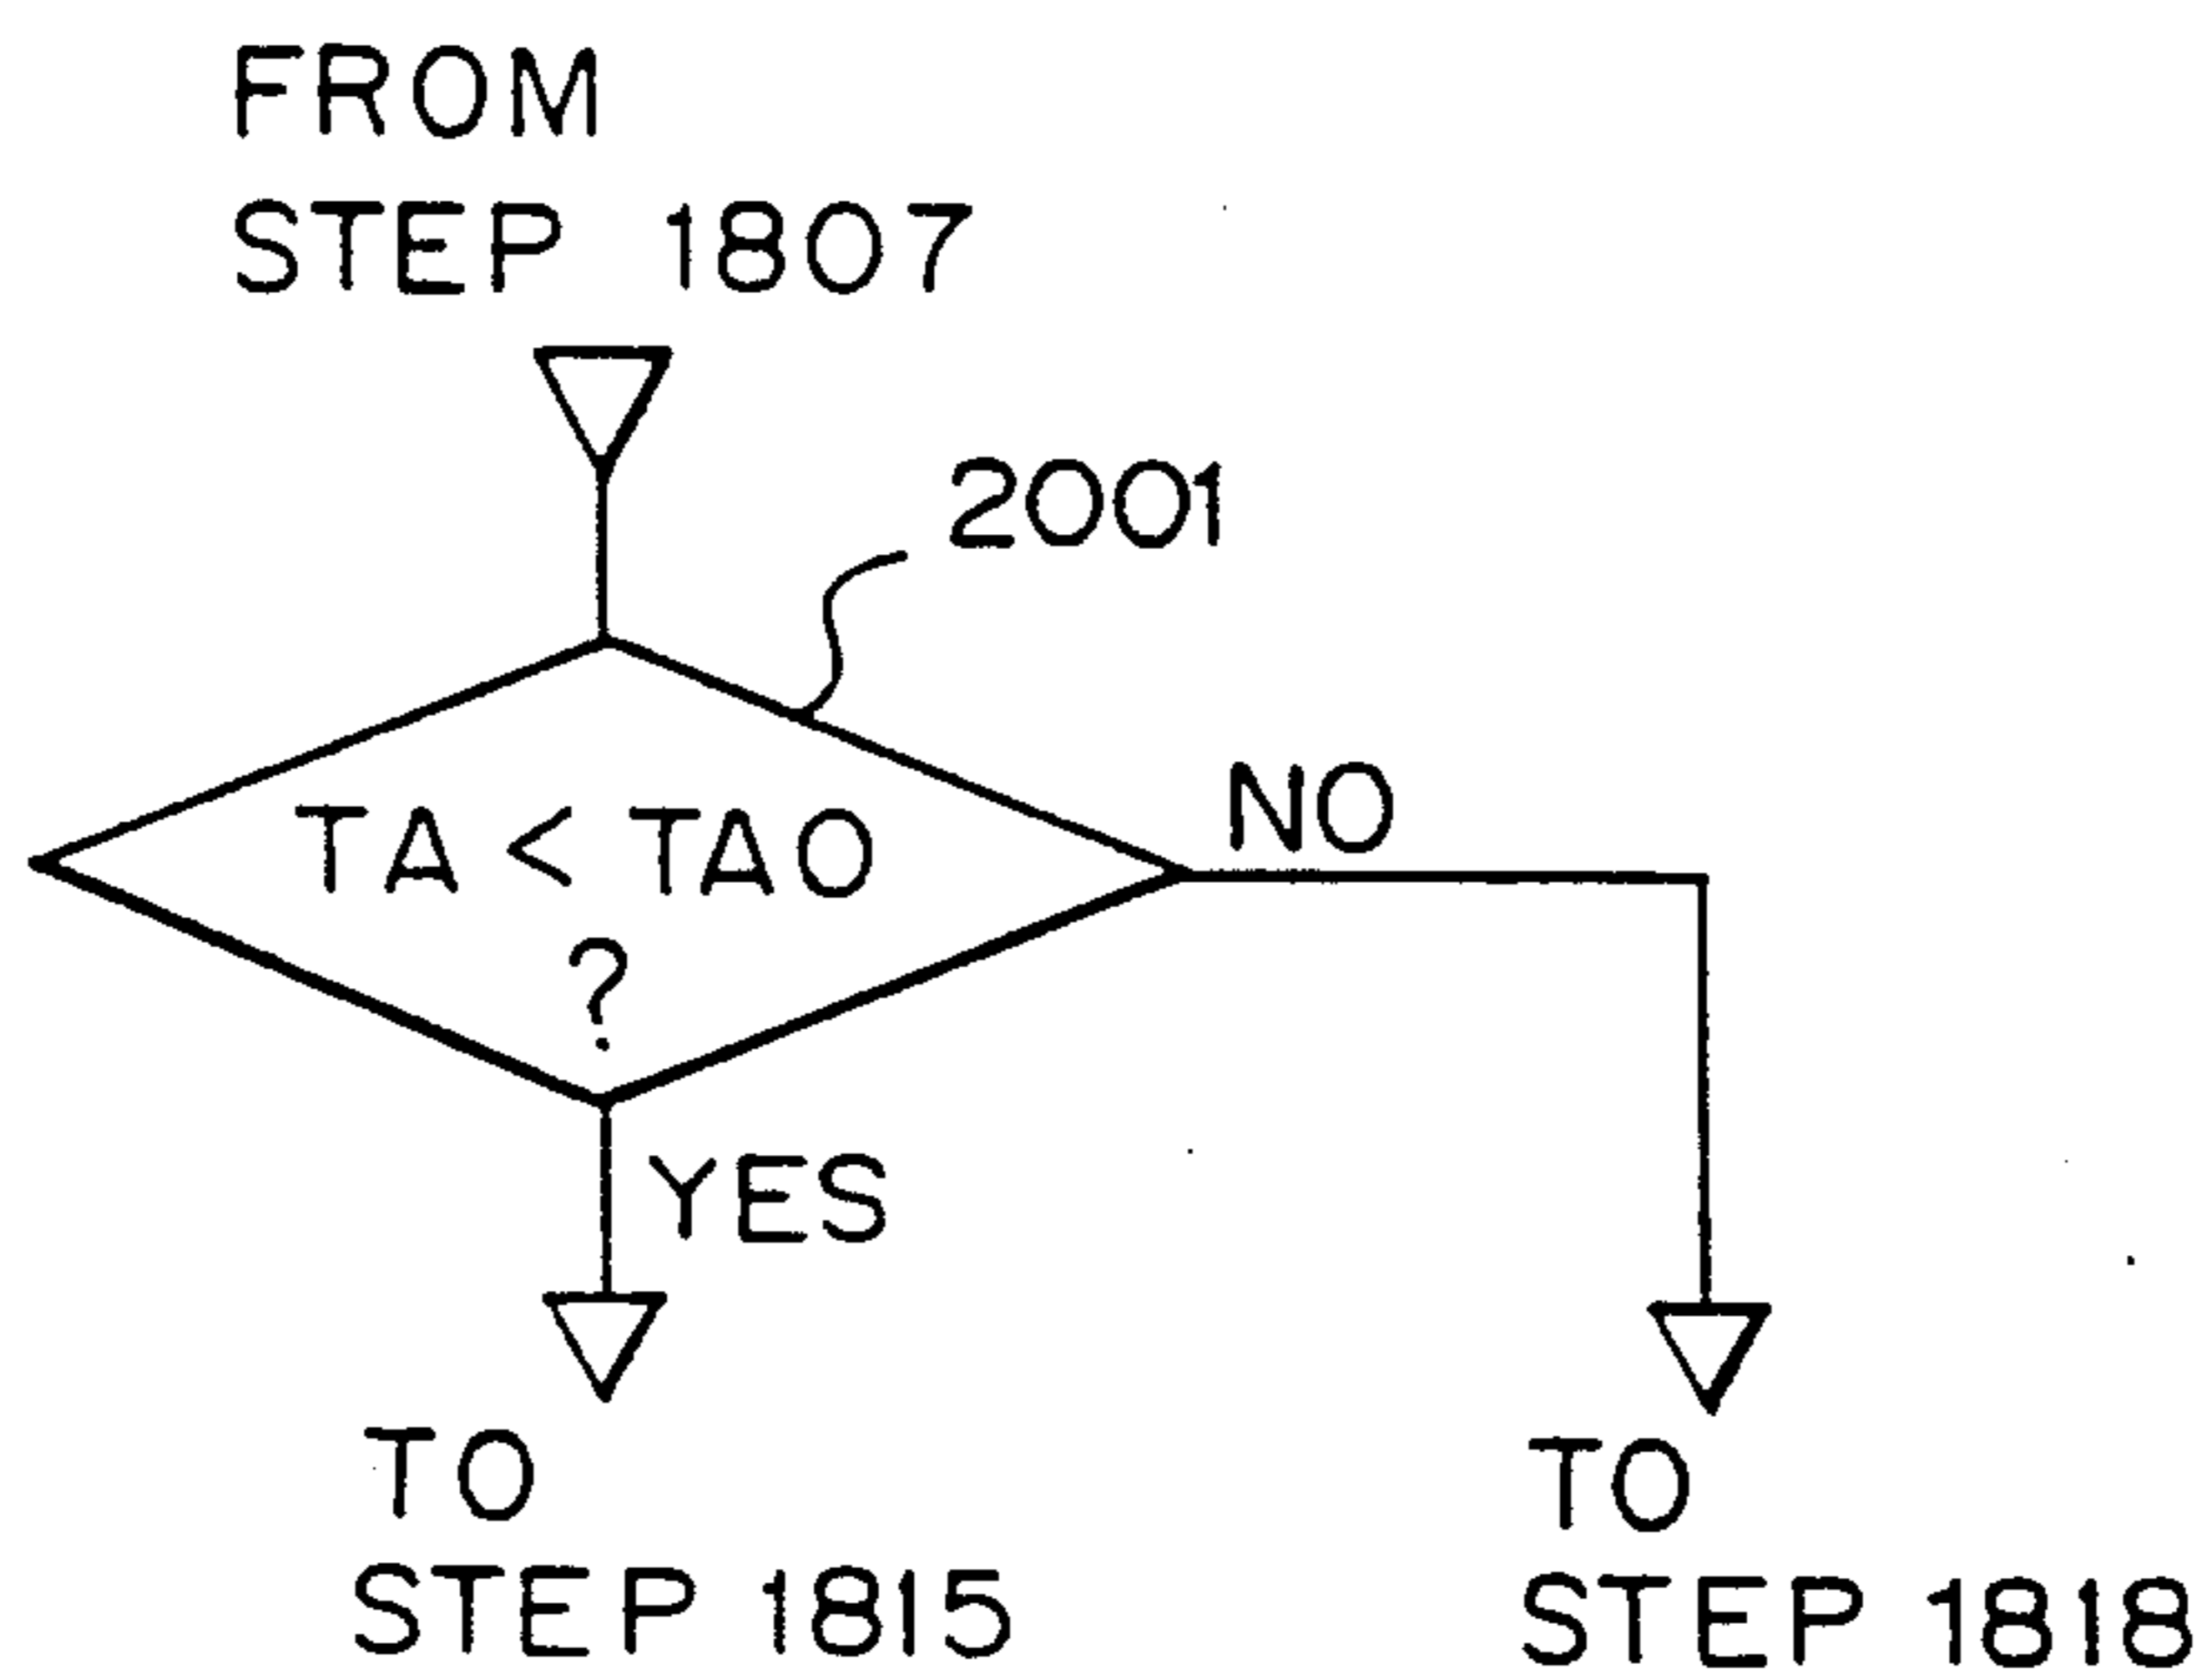 FROM
STEP 1807
2001
TA < TAO
?
NO
YES
TO
STEP 1815
TO
STEP 1818